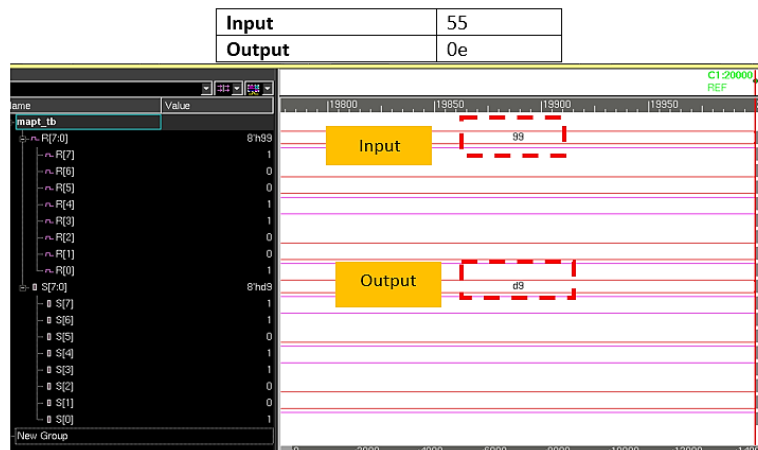 Input 55
Output 0e
C1:20000
REF
lame Value
19800 19850 19900 19950
mapt_tb
R[7:0] 8'h99
R[7] 1
R[6] 0
R[5] 0
R[4] 1
R[3] 1
R[2] 0
R[1] 0
R[0] 1
S[7:0] 8'hd9
S[7] 1
S[6] 1
S[5] 0
S[4] 1
S[3] 1
S[2] 0
S[1] 0
S[0] 1
New Group
Input 99
Output d9